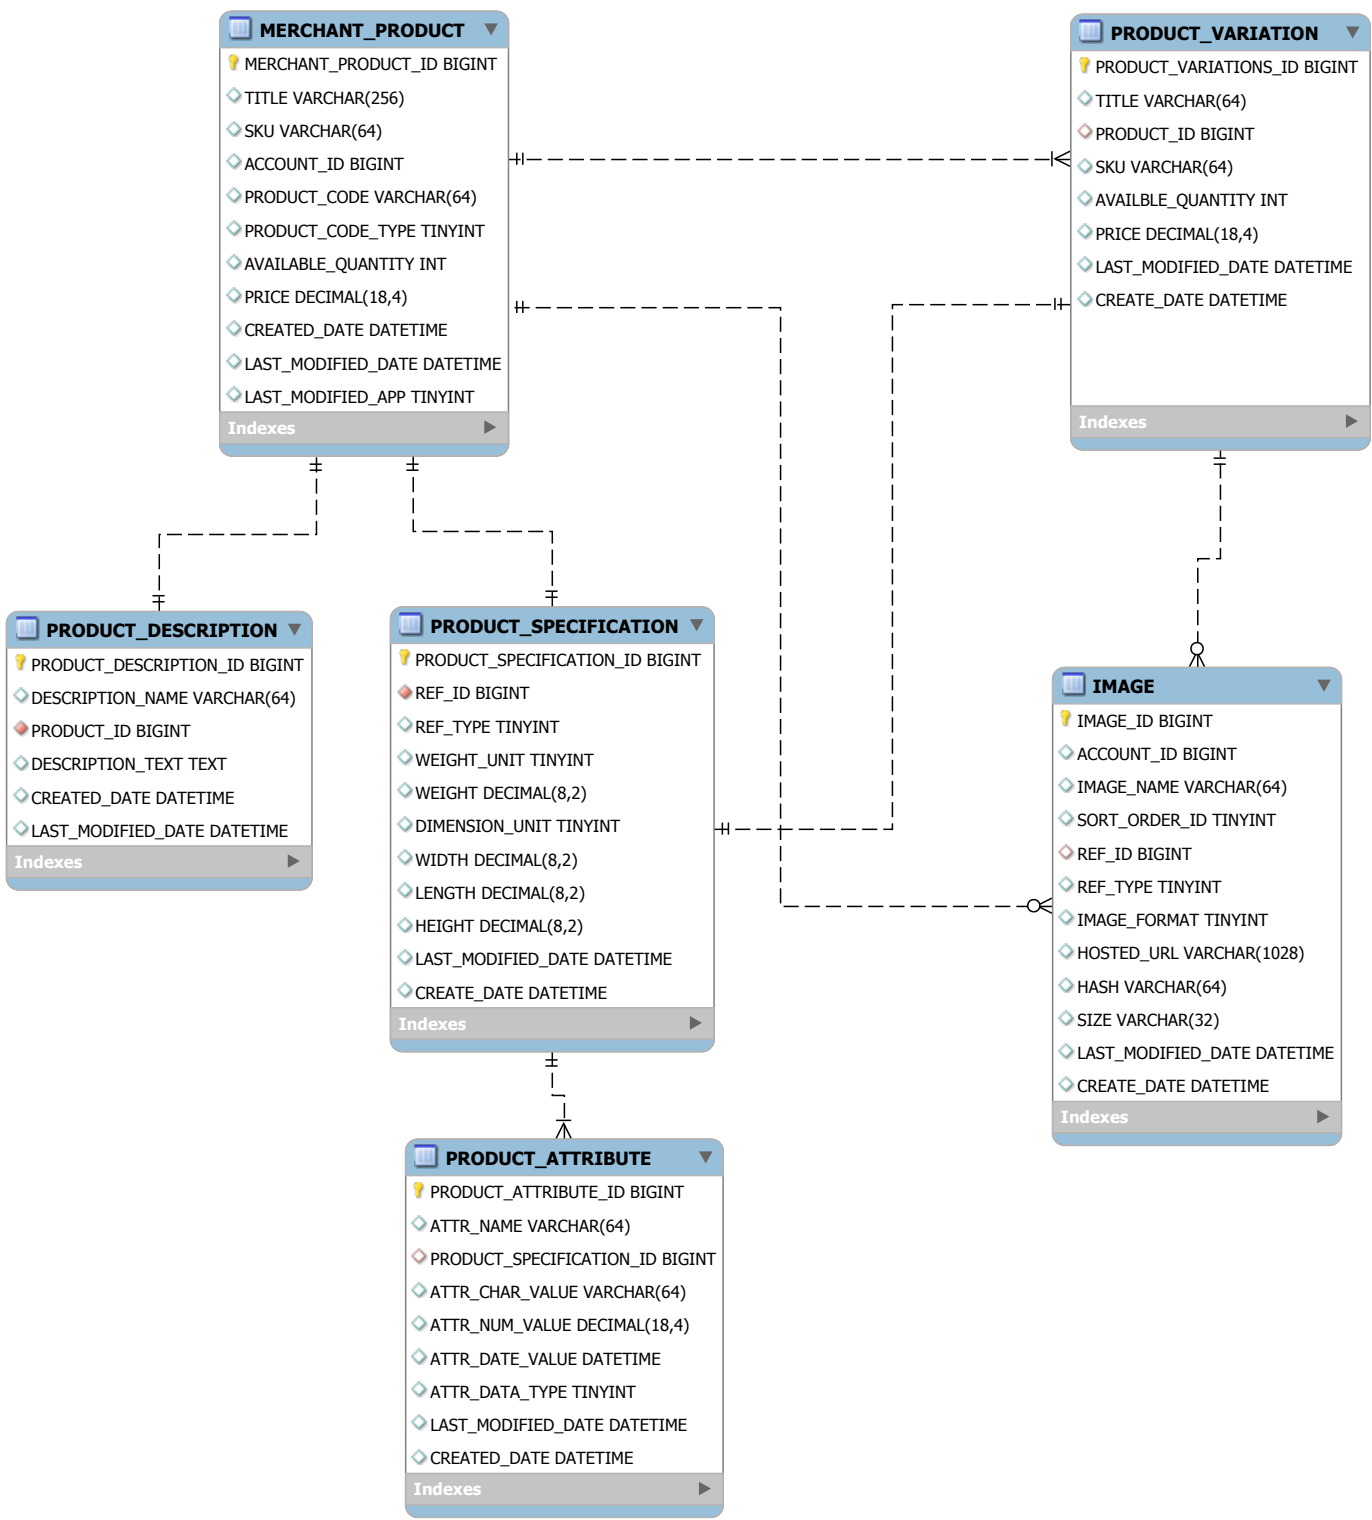 MERCHANT_PRODUCT
MERCHANT_PRODUCT_ID BIGINT
TITLE VARCHAR(256)
SKU VARCHAR(64)
ACCOUNT_ID BIGINT
PRODUCT_CODE VARCHAR(64)
PRODUCT_CODE_TYPE TINYINT
AVAILABLE_QUANTITY INT
PRICE DECIMAL(18,4)
CREATED_DATE DATETIME
LAST_MODIFIED_DATE DATETIME
LAST_MODIFIED_APP TINYINT
Indexes
PRODUCT_VARIATION
PRODUCT_VARIATIONS_ID BIGINT
TITLE VARCHAR(64)
PRODUCT_ID BIGINT
SKU VARCHAR(64)
AVAILBLE_QUANTITY INT
PRICE DECIMAL(18,4)
LAST_MODIFIED_DATE DATETIME
CREATE_DATE DATETIME
Indexes
PRODUCT_DESCRIPTION
PRODUCT_DESCRIPTION_ID BIGINT
DESCRIPTION_NAME VARCHAR(64)
PRODUCT_ID BIGINT
DESCRIPTION_TEXT TEXT
CREATED_DATE DATETIME
LAST_MODIFIED_DATE DATETIME
Indexes
PRODUCT_SPECIFICATION
PRODUCT_SPECIFICATION_ID BIGINT
REF_ID BIGINT
REF_TYPE TINYINT
WEIGHT_UNIT TINYINT
WEIGHT DECIMAL(8,2)
DIMENSION_UNIT TINYINT
WIDTH DECIMAL(8,2)
LENGTH DECIMAL(8,2)
HEIGHT DECIMAL(8,2)
LAST_MODIFIED_DATE DATETIME
CREATE_DATE DATETIME
Indexes
IMAGE
IMAGE_ID BIGINT
ACCOUNT_ID BIGINT
IMAGE_NAME VARCHAR(64)
SORT_ORDER_ID TINYINT
REF_ID BIGINT
REF_TYPE TINYINT
IMAGE_FORMAT TINYINT
HOSTED_URL VARCHAR(1028)
HASH VARCHAR(64)
SIZE VARCHAR(32)
LAST_MODIFIED_DATE DATETIME
CREATE_DATE DATETIME
Indexes
PRODUCT_ATTRIBUTE
PRODUCT_ATTRIBUTE_ID BIGINT
ATTR_NAME VARCHAR(64)
PRODUCT_SPECIFICATION_ID BIGINT
ATTR_CHAR_VALUE VARCHAR(64)
ATTR_NUM_VALUE DECIMAL(18,4)
ATTR_DATE_VALUE DATETIME
ATTR_DATA_TYPE TINYINT
LAST_MODIFIED_DATE DATETIME
CREATED_DATE DATETIME
Indexes